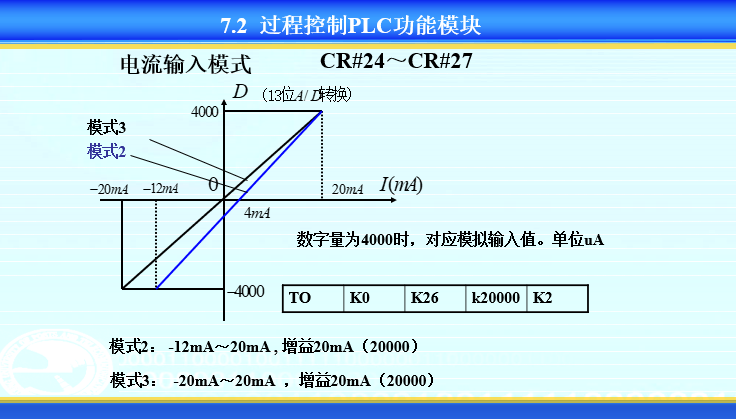 7.2 过程控制PLC功能模块
电流输入模式
CR#24～CR#27
D
（13位A/D转换）
4000
模式3
模式2
−20mA
−12mA
O
20mA
I(mA)
4mA
数字量为4000时，对应模拟输入值。单位uA
−4000
TO K0 K26 k20000 K2
模式2： -12mA～20mA , 增益20mA（20000）
模式3： -20mA～20mA ，增益20mA（20000）